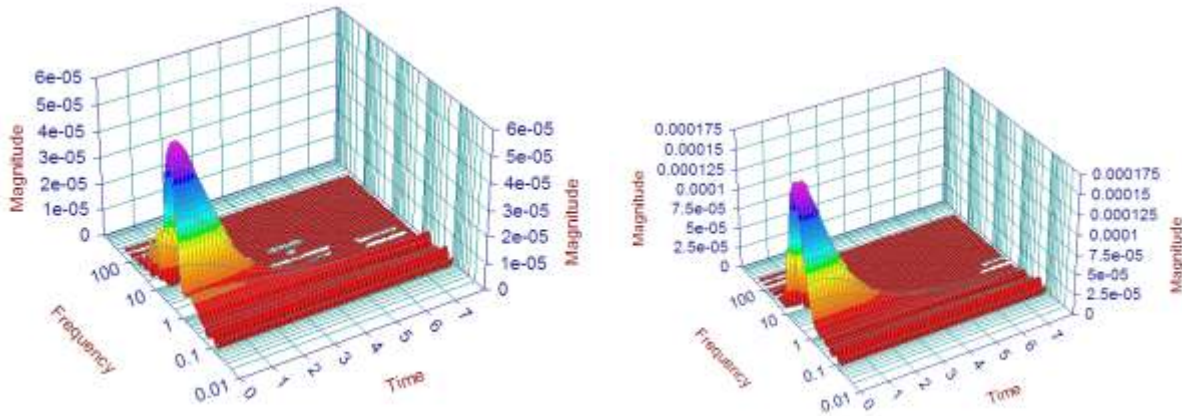 6e-05
5e-05
4e-05
3e-05
2e-05
1e-05
0
Magnitude
6e-05
5e-05
4e-05
3e-05
2e-05
1e-05
0
Magnitude
100
10
1
0.1
0.01
Frequency
0
1
2
3
4
5
6
7
Time
0.000175
0.00015
0.000125
0.0001
7.5e-05
5e-05
2.5e-05
0
Magnitude
0.000175
0.00015
0.000125
0.0001
7.5e-05
5e-05
2.5e-05
0
Magnitude
100
10
1
0.1
0.01
Frequency
0
1
2
3
4
5
6
7
Time